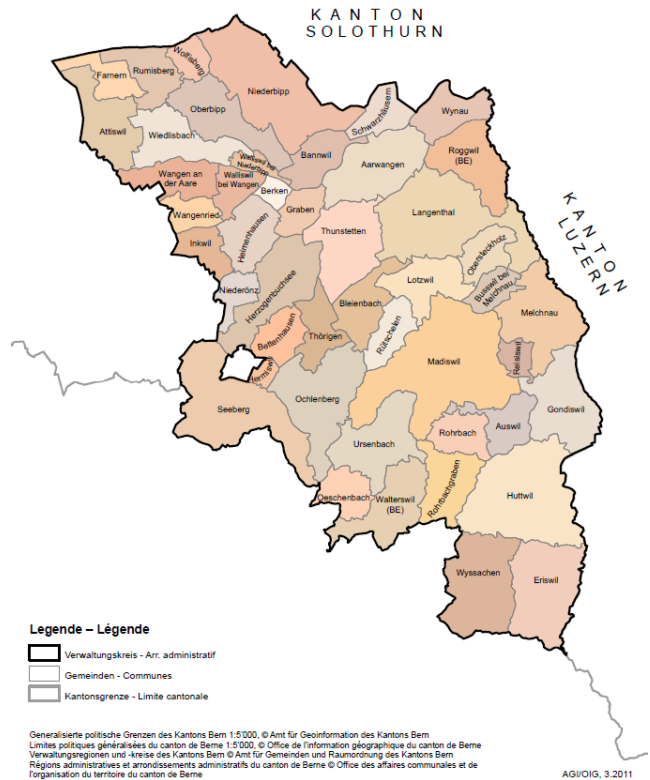 KANTON
SOLOTHURN
Wolfisberg
Farnern
Rumisberg
Niederbipp
Oberbipp
Schwarzhäusern
Wynau
Attiswil
Wiedlisbach
Roggwil
(BE)
Walliswil bei
Niederbipp
Bannwil
Aarwangen
Wangen an
der Aare
Walliswil
bei Wangen
Berken
KANTON
LUZERN
Wangenried
Graben
Langenthal
Heimenhausen
Thunstetten
Inkwil
Obersteckholz
Niederönz
Herzogenbuchsee
Lotzwil
Busswil bei
Melchnau
Bleienbach
Melchnau
Bettenhausen
Thörigen
Rütschelen
Madiswil
Reisiswil
Hermiswil
Ochlenberg
Seeberg
Gondiswil
Ursenbach
Rohrbach
Auswil
Oeschenbach
Walterswil
(BE)
Rohrbachgraben
Huttwil
Wyssachen
Eriswil
Legende – Légende
Verwaltungskreis - Arr. administratif
Gemeinden - Communes
Kantonsgrenze - Limite cantonale
Generalisierte politische Grenzen des Kantons Bern 1:5'000, © Amt für Geoinformation des Kantons Bern
Limites politiques généralisées du canton de Berne 1:5'000, © Office de l'information géographique du canton de Berne
Verwaltungsregionen und -kreise des Kantons Bern © Amt für Gemeinden und Raumordnung des Kantons Bern
Régions administratives et arrondissements administratifs du canton de Berne © Office des affaires communales et de
l'organisation du territoire du canton de Berne
AGI/OIG, 3.2011